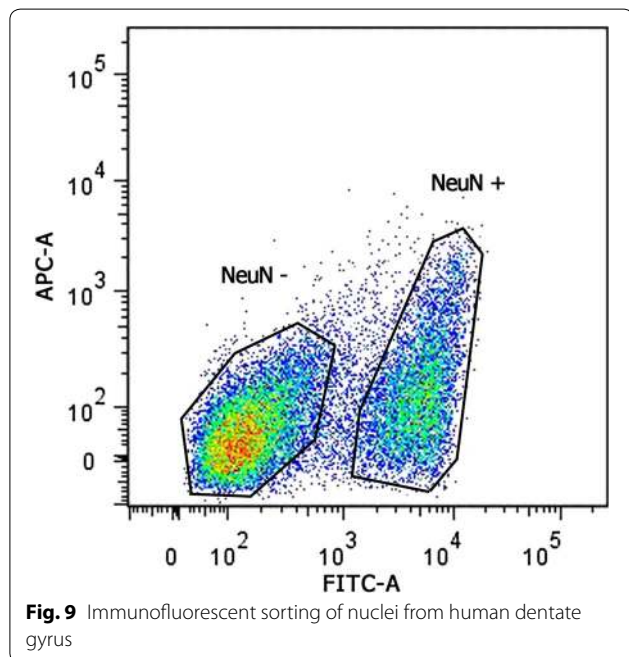 10^5
10^4
NeuN +
NeuN -
APC-A
10^3
10^2
0
0 10^2 10^3 10^4 10^5
FITC-A
Fig. 9 Immunofluorescent sorting of nuclei from human dentate
gyrus